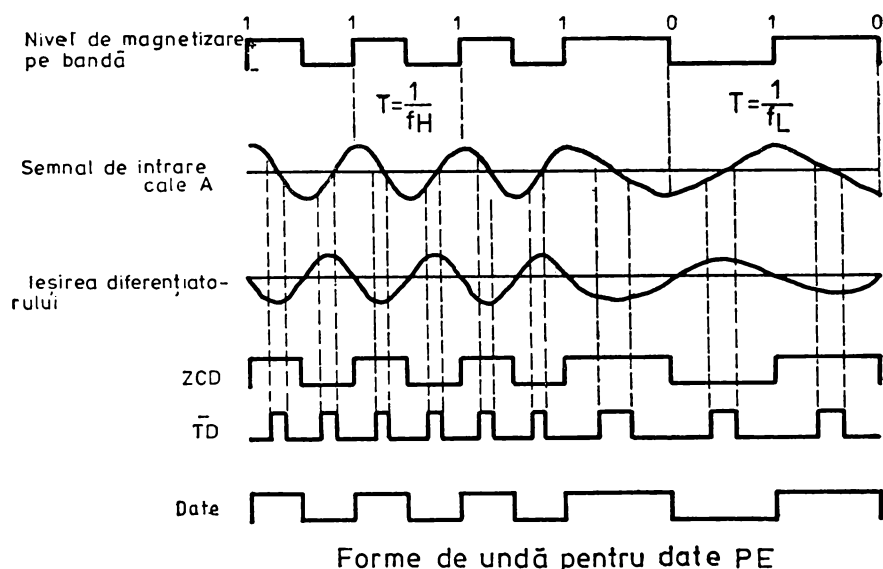 1 1 1 1 0 1 0
Nivel de magnetizare
pe bandă
+
-
T=1/fH
T=1/fL
Semnal de intrare
cale A
Ieșirea diferențiato-
rului
ZCD
T̄D
Date
Forme de undă pentru date PE